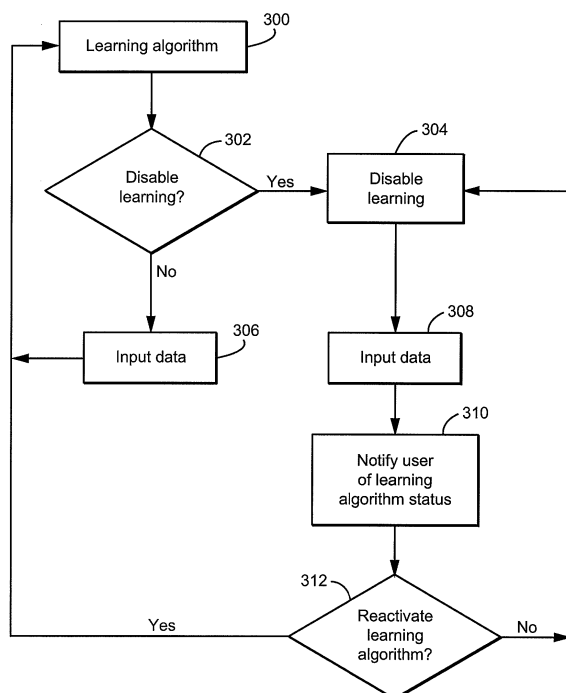 Learning algorithm
300
Disable
learning?
302
Yes
No
Disable
learning
304
Input data
306
Input data
308
Notify user
of learning
algorithm status
310
Reactivate
learning
algorithm?
312
Yes
No